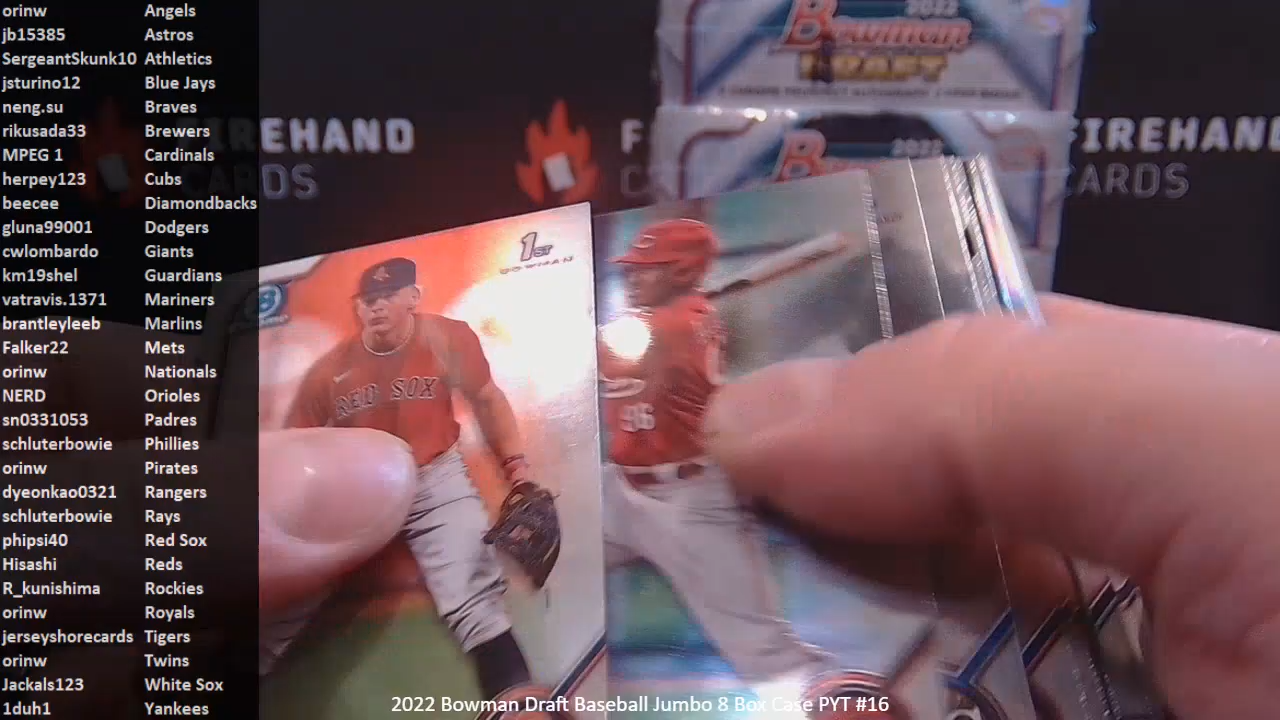 orinw Angels
jb15385 Astros
SergeantSkunk10 Athletics
jsturino12 Blue Jays
neng.su Braves
rikusada33 Brewers
MPEG 1 Cardinals
herpey123 Cubs
beecee Diamondbacks
gluna99001 Dodgers
cwlombardo Giants
km19shel Guardians
vatravis.1371 Mariners
brantleyleeb Marlins
Falker22 Mets
orinw Nationals
NERD Orioles
sn0331053 Padres
schluterbowie Phillies
orinw Pirates
dyeonkao0321 Rangers
schluterbowie Rays
phipsi40 Red Sox
Hisashi Reds
R_kunishima Rockies
orinw Royals
jerseyshorecards Tigers
orinw Twins
Jackals123 White Sox
1duh1 Yankees
FIREHAND
CARDS
FIREHAND
CARDS
2022
Bowman
DRAFT
2022
1ST
BOWMAN
RED SOX
96
2022 Bowman Draft Baseball Jumbo 8 Box Case PYT #16